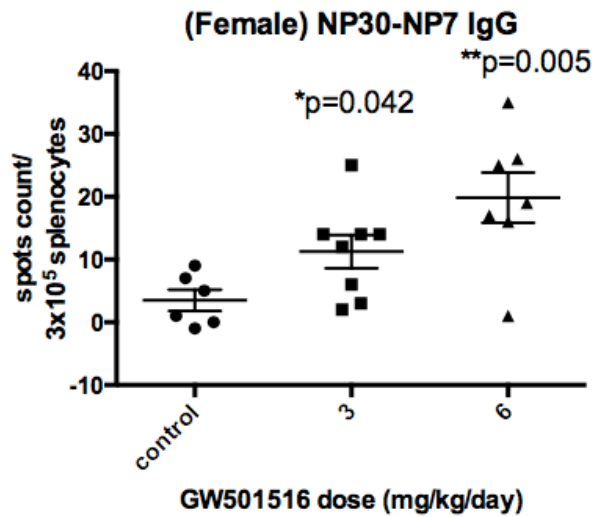 (Female) NP30-NP7 IgG
**p=0.005
*p=0.042
spots count/
3x10⁵ splenocytes
40
30
20
10
0
-10
control
3
6
GW501516 dose (mg/kg/day)